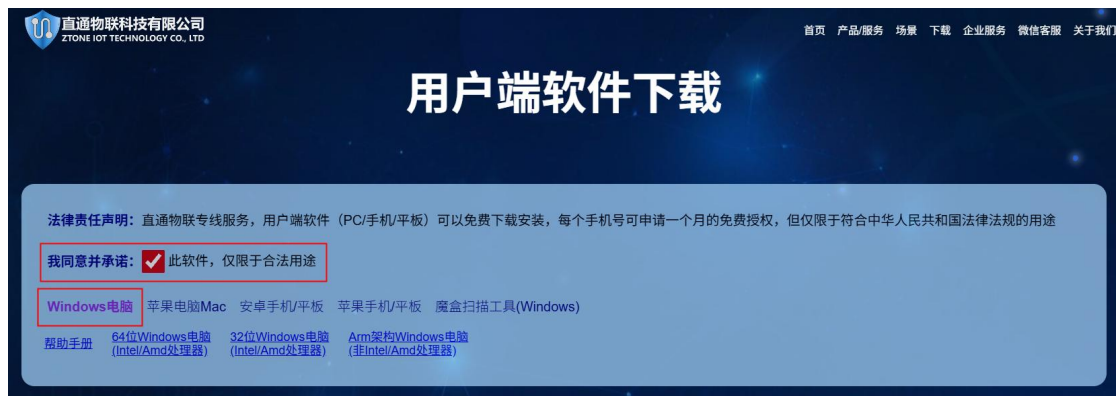 直通物联科技有限公司
ZTONE IOT TECHNOLOGY CO., LTD
首页 产品/服务 场景 下载 企业服务 微信客服 关于我们
用户端软件下载
法律责任声明：直通物联专线服务，用户端软件（PC/手机/平板）可以免费下载安装，每个手机号可申请一个月的免费授权，但仅限于符合中华人民共和国法律法规的用途
我同意并承诺： 此软件，仅限于合法用途
Windows电脑 苹果电脑Mac 安卓手机/平板 苹果手机/平板 魔盒扫描工具(Windows)
帮助手册 64位Windows电脑 32位Windows电脑 Arm架构Windows电脑
(Intel/Amd处理器) (Intel/Amd处理器) (非Intel/Amd处理器)